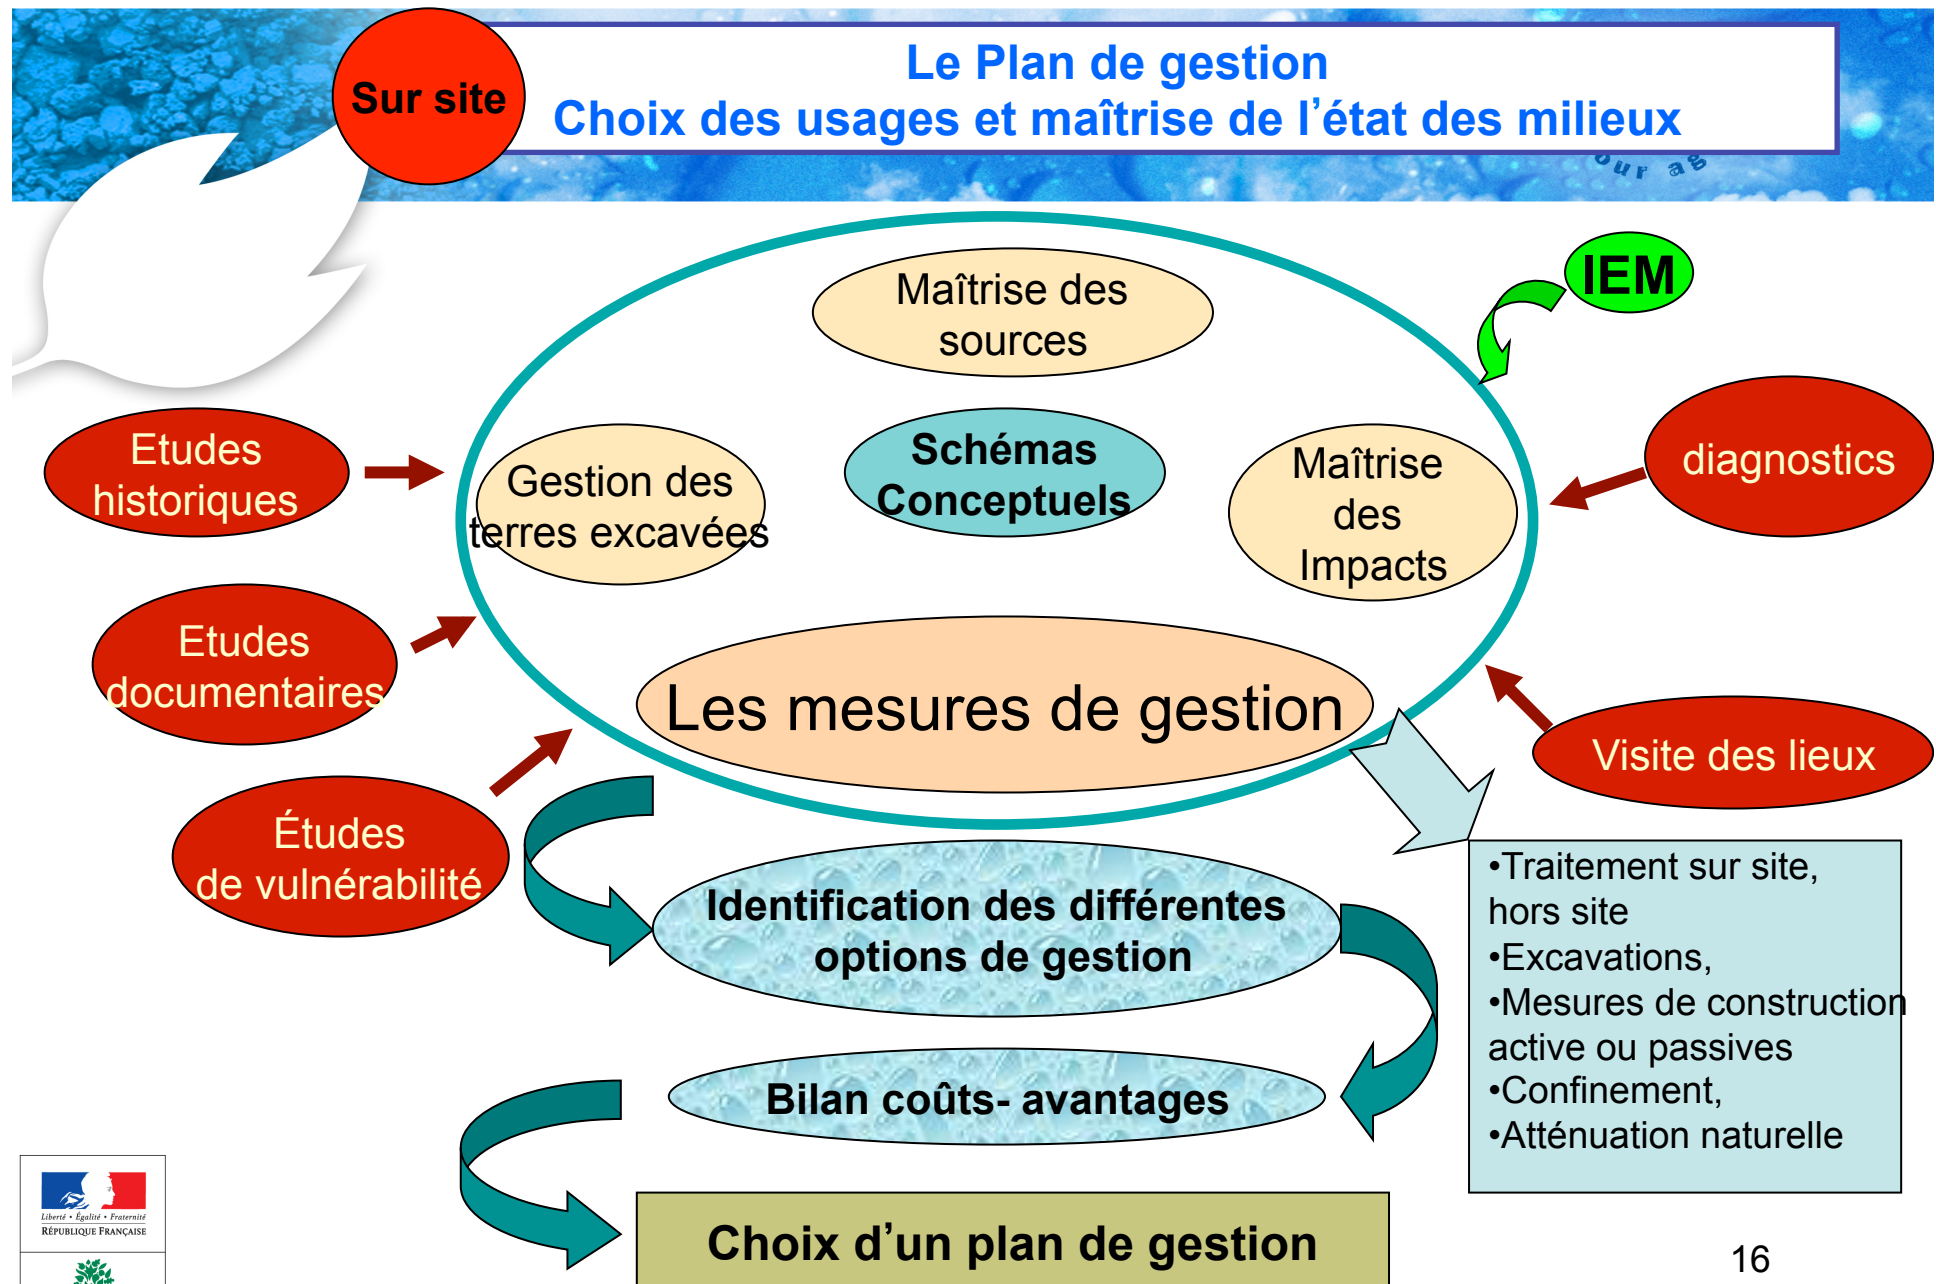 Sur site
Le Plan de gestion
Choix des usages et maîtrise de l’état des milieux
our ag
IEM
Maîtrise des
sources
Etudes
historiques
Gestion des
terres excavées
Schémas
Conceptuels
Maîtrise
des
Impacts
diagnostics
Etudes
documentaires
Les mesures de gestion
Visite des lieux
Études
de vulnérabilité
Identification des différentes
options de gestion
•Traitement sur site,
hors site
•Excavations,
•Mesures de construction
active ou passives
•Confinement,
•Atténuation naturelle
Bilan coûts- avantages
Choix d’un plan de gestion
Liberté • Égalité • Fraternité
RÉPUBLIQUE FRANÇAISE
16